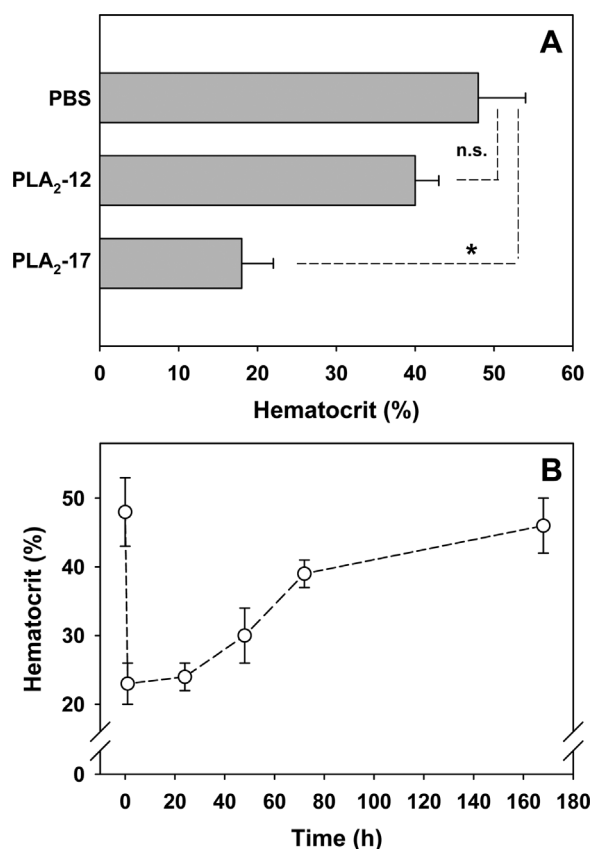 A
PBS
n.s.
PLA₂-12
*
PLA₂-17
0 10 20 30 40 50 60
Hematocrit (%)
B
50
40
30
20
0
Hematocrit (%)
0 20 40 60 80 100 120 140 160 180
Time (h)